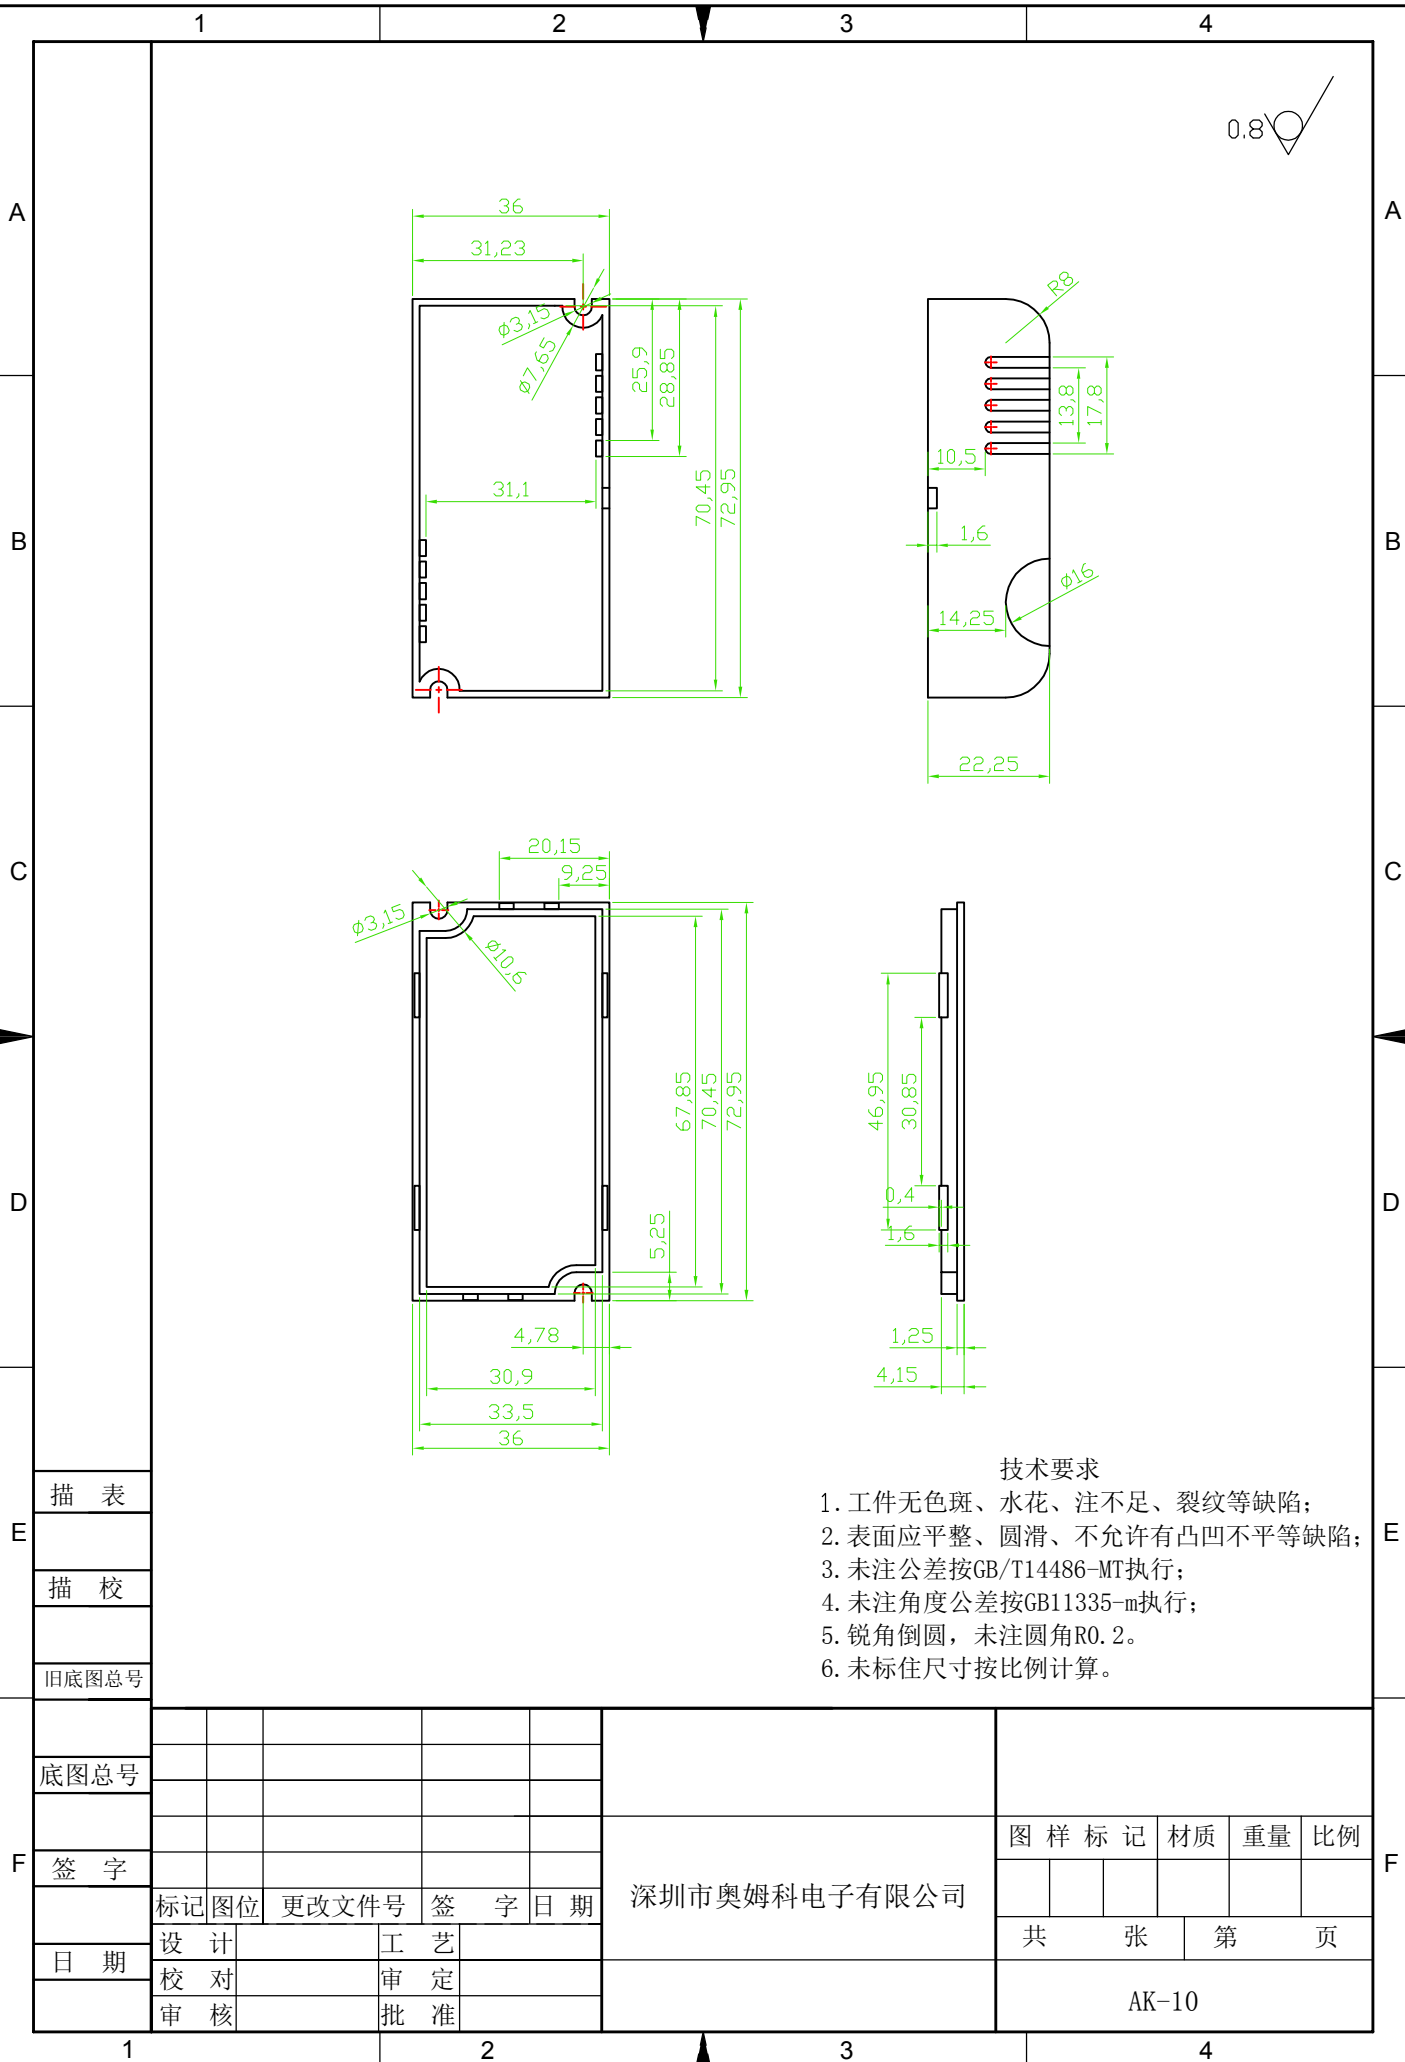 1 2 3 4
0.8
A A
36
31,23
R8
ø3,15
ø7,65
25,9
28,85
13,8
17,8
10,5
31,1
70,45
72,95
1,6
B B
ø16
14,25
22,25
20,15
9,25
C C
ø3,15
ø10,6
67,85
70,45
72,95
46,95
30,85
D D
0,4
5,25
1,6
4,78
1,25
30,9
4,15
33,5
36
技术要求
1.工件无色斑、水花、注不足、裂纹等缺陷；
2.表面应平整、圆滑、不允许有凸凹不平等缺陷；
3.未注公差按GB/T14486-MT执行；
4.未注角度公差按GB11335-m执行；
5.锐角倒圆，未注圆角R0.2。
6.未标住尺寸按比例计算。
描 表
E E
描 校
旧底图总号
底图总号
签 字
日 期
F F
标记 图位 更改文件号 签 字 日 期
设 计 工 艺
校 对 审 定
审 核 批 准
深圳市奥姆科电子有限公司
图 样 标 记 材质 重量 比例
共 张 第 页
AK-10
1 2 3 4